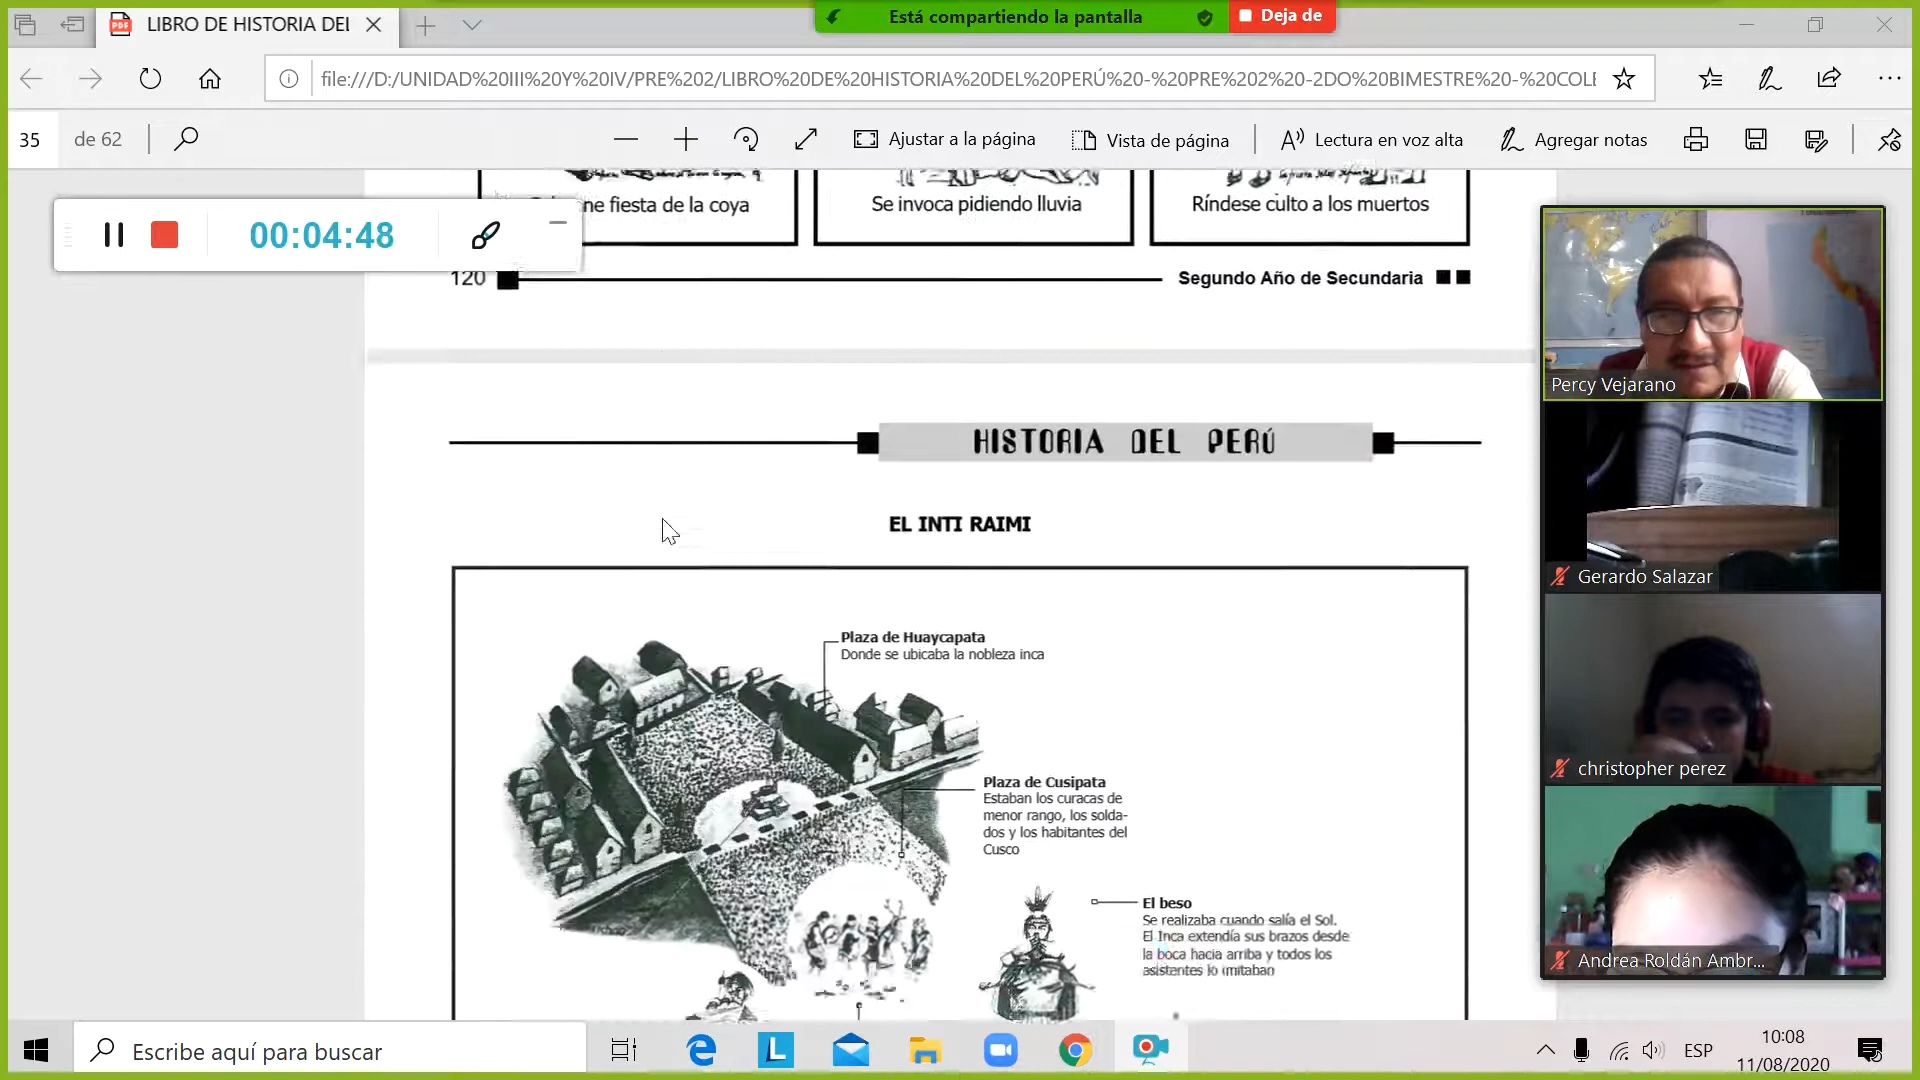 LIBRO DE HISTORIA DEL
Está compartiendo la pantalla
Deja de
file:///D:/UNIDAD%20III%20Y%20IV/PRE%202/LIBRO%20DE%20HISTORIA%20DEL%20PERÚ%20-%20PRE%202%20-2DO%20BIMESTRE%20-%20COLE
35 de 62
Ajustar a la página
Vista de página
Lectura en voz alta
Agregar notas
ne fiesta de la coya
Se invoca pidiendo lluvia
Ríndese culto a los muertos
00:04:48
120
Segundo Año de Secundaria
HISTORIA DEL PERÚ
EL INTI RAIMI
Plaza de Huaycapata
Donde se ubicaba la nobleza inca
Plaza de Cusipata
Estaban los curacas de
menor rango, los solda-
dos y los habitantes del
Cusco
El beso
Se realizaba cuando salía el Sol.
El Inca extendía sus brazos desde
la boca hacia arriba y todos los
asistentes lo imitaban
Percy Vejarano
Gerardo Salazar
christopher perez
Andrea Roldán Ambr...
Escribe aquí para buscar
ESP
10:08
11/08/2020